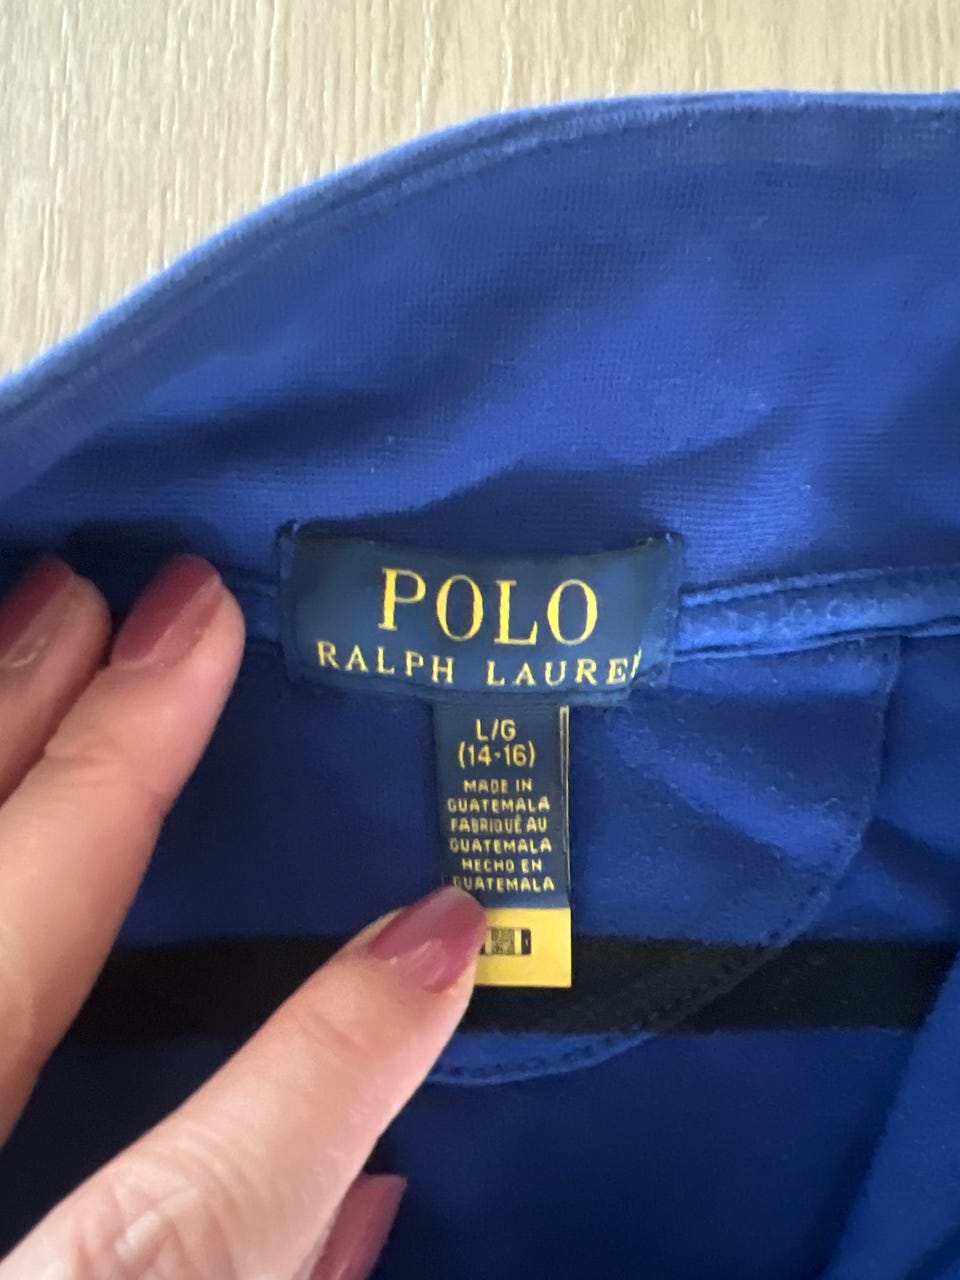 POLO
RALPH LAUREN
L/G
(14-16)
MADE IN
GUATEMALA
FABRIQUÉ AU
GUATEMALA
HECHO EN
GUATEMALA